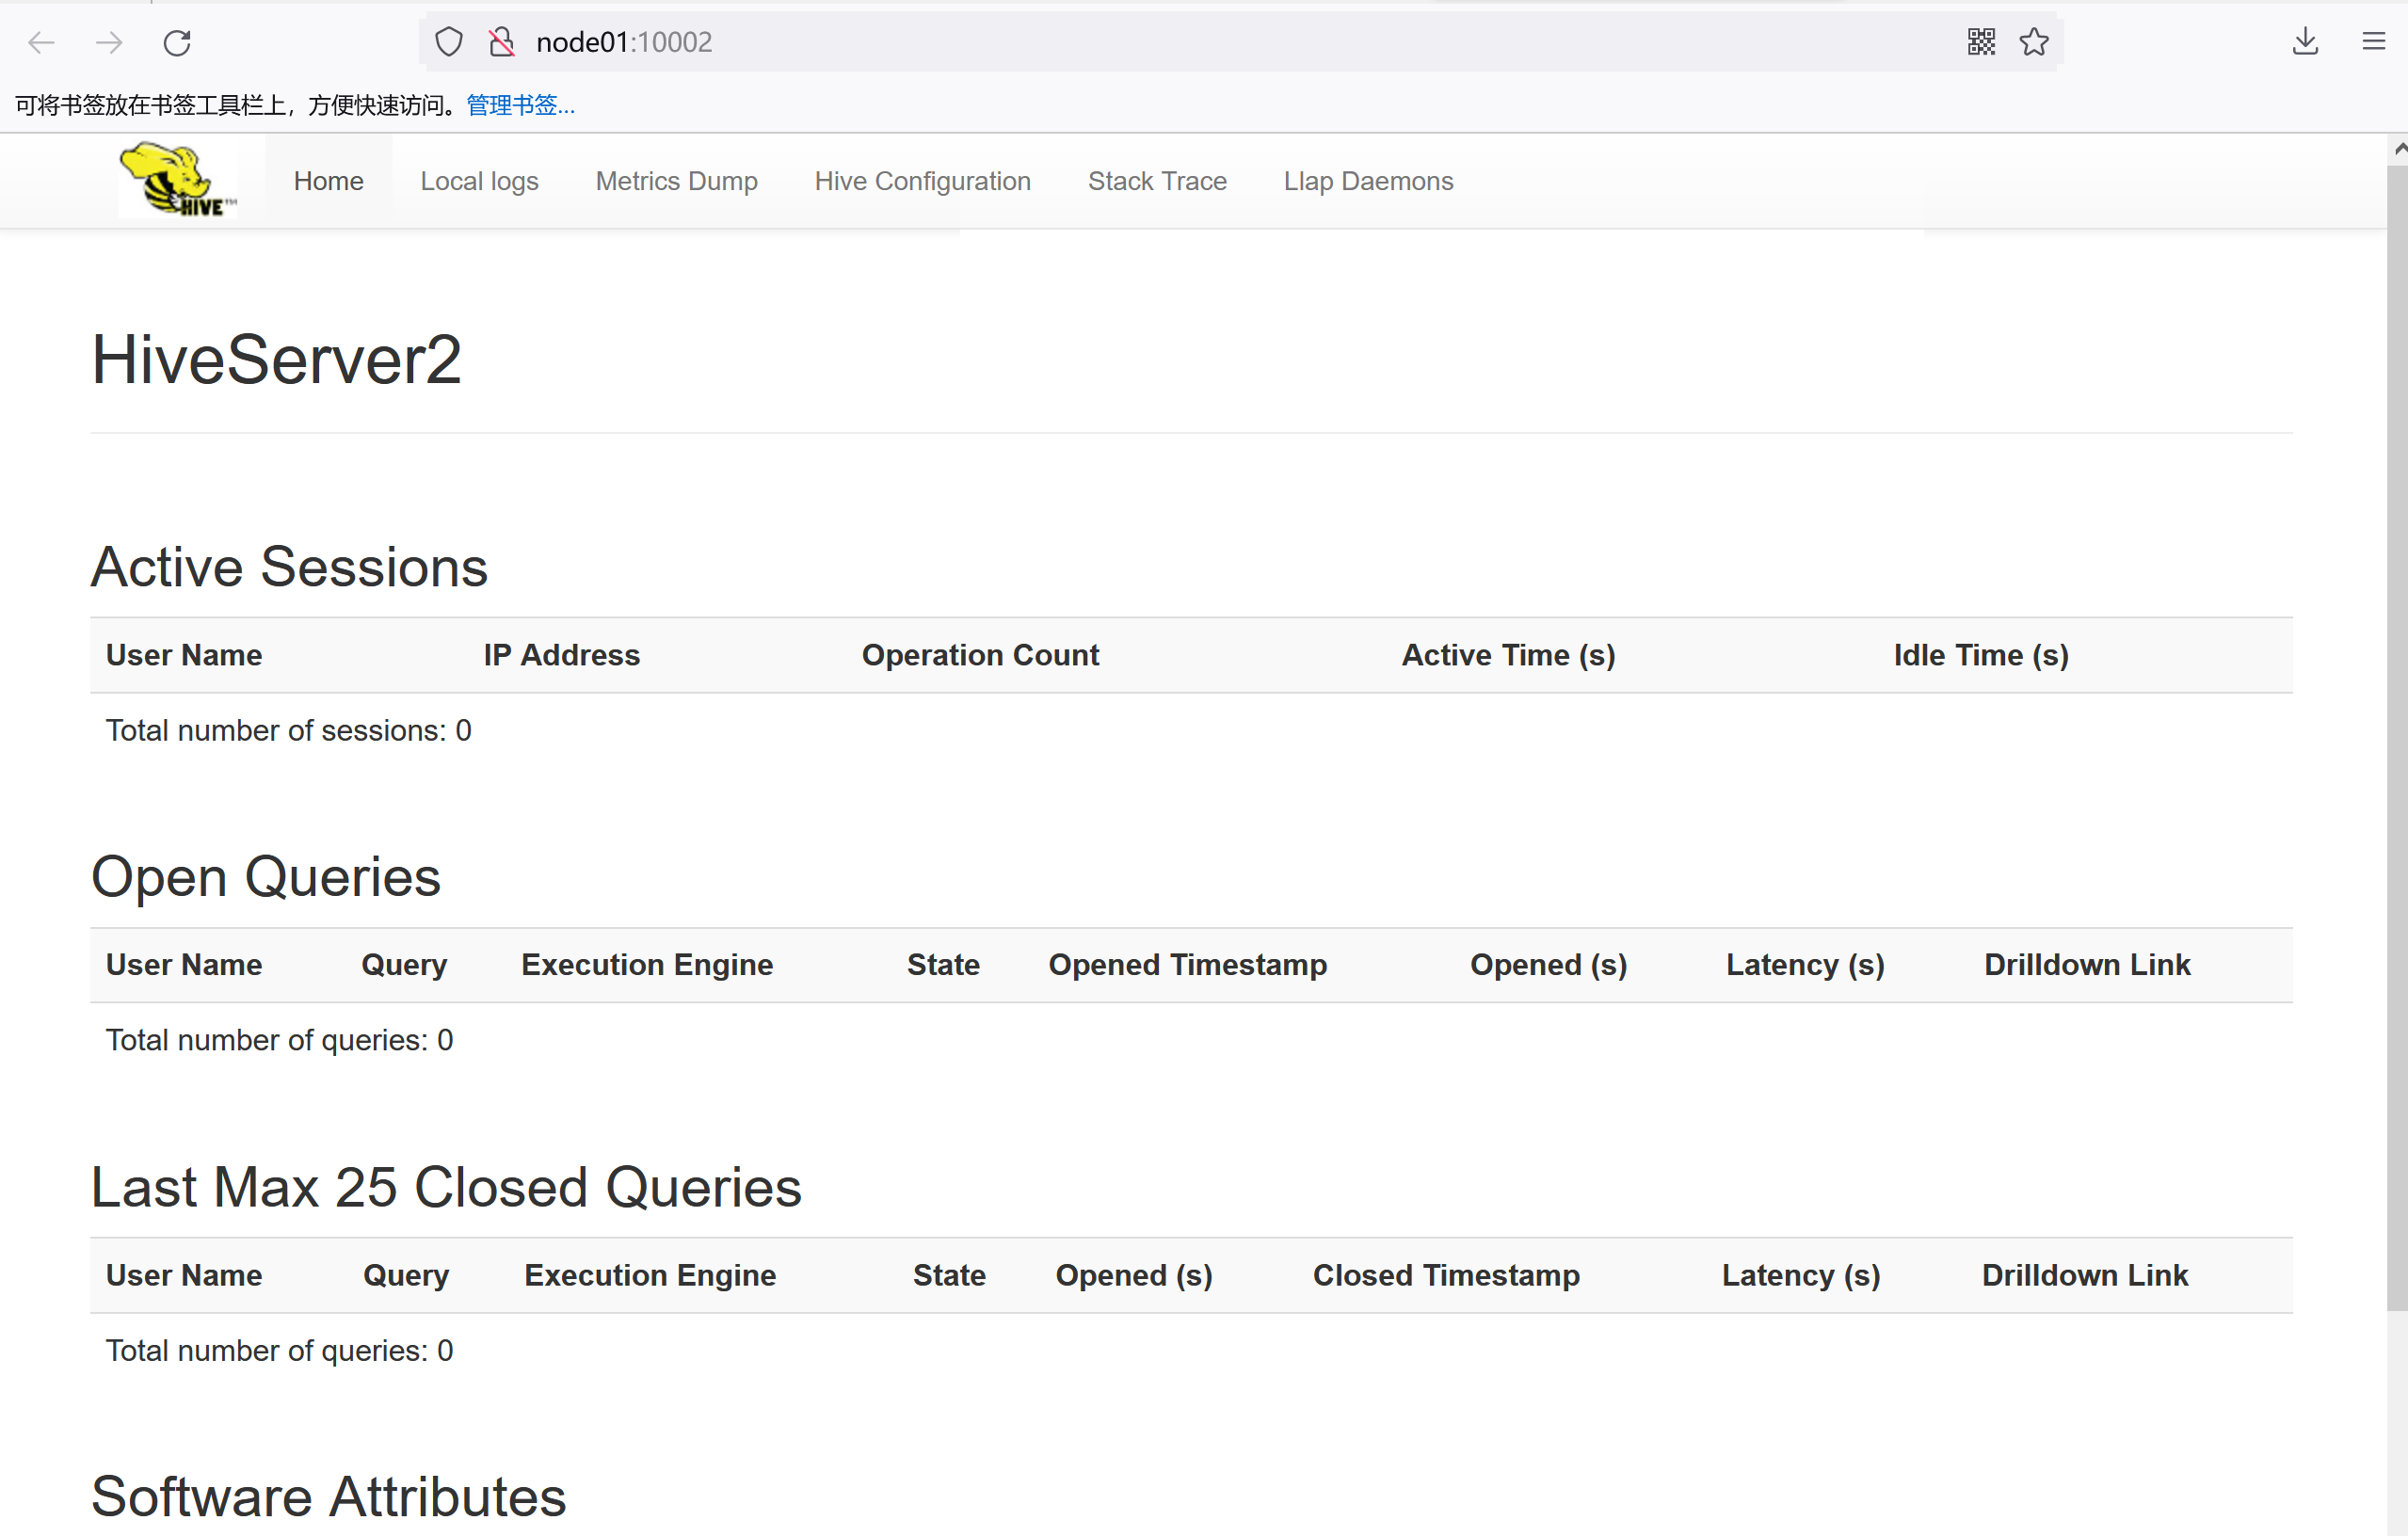 node01:10002
可将书签放在书签工具栏上，方便快速访问。管理书签...
HIVE™ Home Local logs Metrics Dump Hive Configuration Stack Trace Llap Daemons
HiveServer2
Active Sessions
User Name IP Address Operation Count Active Time (s) Idle Time (s)
Total number of sessions: 0
Open Queries
User Name Query Execution Engine State Opened Timestamp Opened (s) Latency (s) Drilldown Link
Total number of queries: 0
Last Max 25 Closed Queries
User Name Query Execution Engine State Opened (s) Closed Timestamp Latency (s) Drilldown Link
Total number of queries: 0
Software Attributes